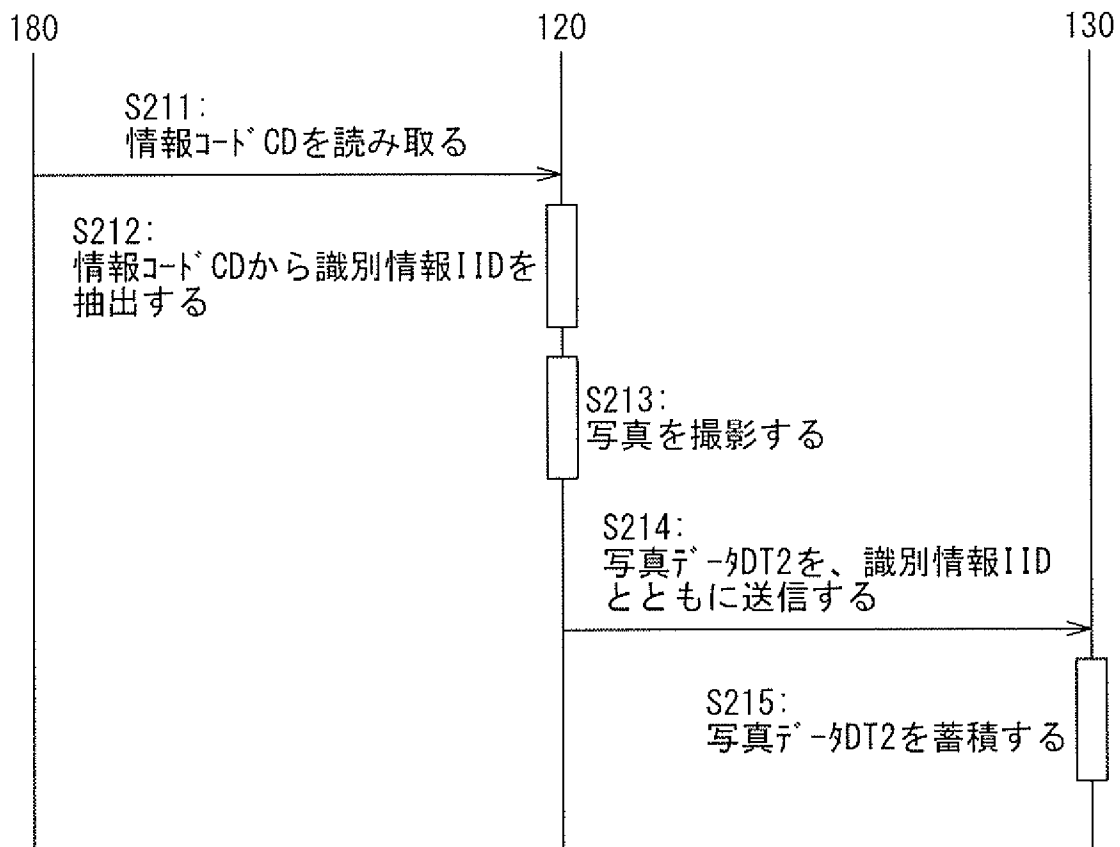 180
120
130
S211:
情報ｺｰﾄﾞCDを読み取る
S212:
情報ｺｰﾄﾞCDから識別情報IIDを
抽出する
S213:
写真を撮影する
S214:
写真ﾃﾞｰﾀDT2を、識別情報IID
とともに送信する
S215:
写真ﾃﾞｰﾀDT2を蓄積する